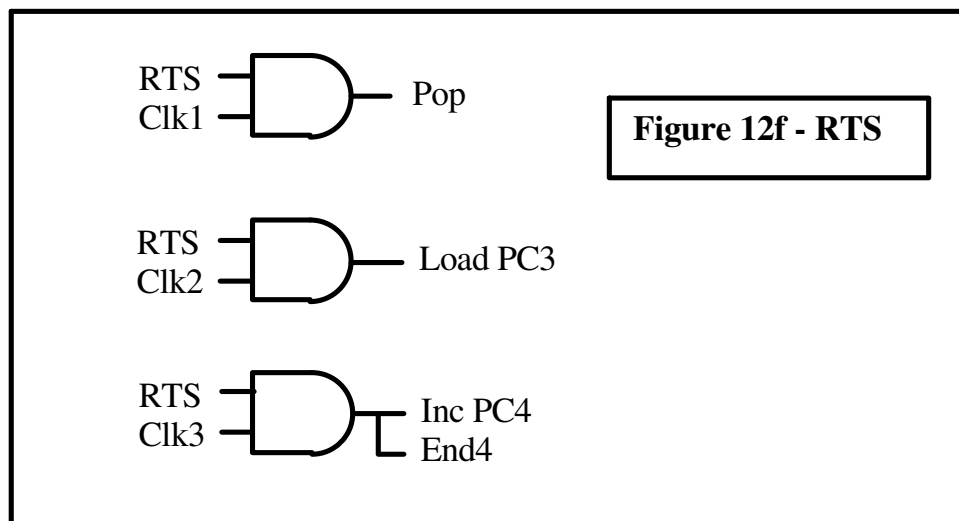 RTS
Clk1
Pop
Figure 12f - RTS
RTS
Clk2
Load PC3
RTS
Clk3
Inc PC4
End4